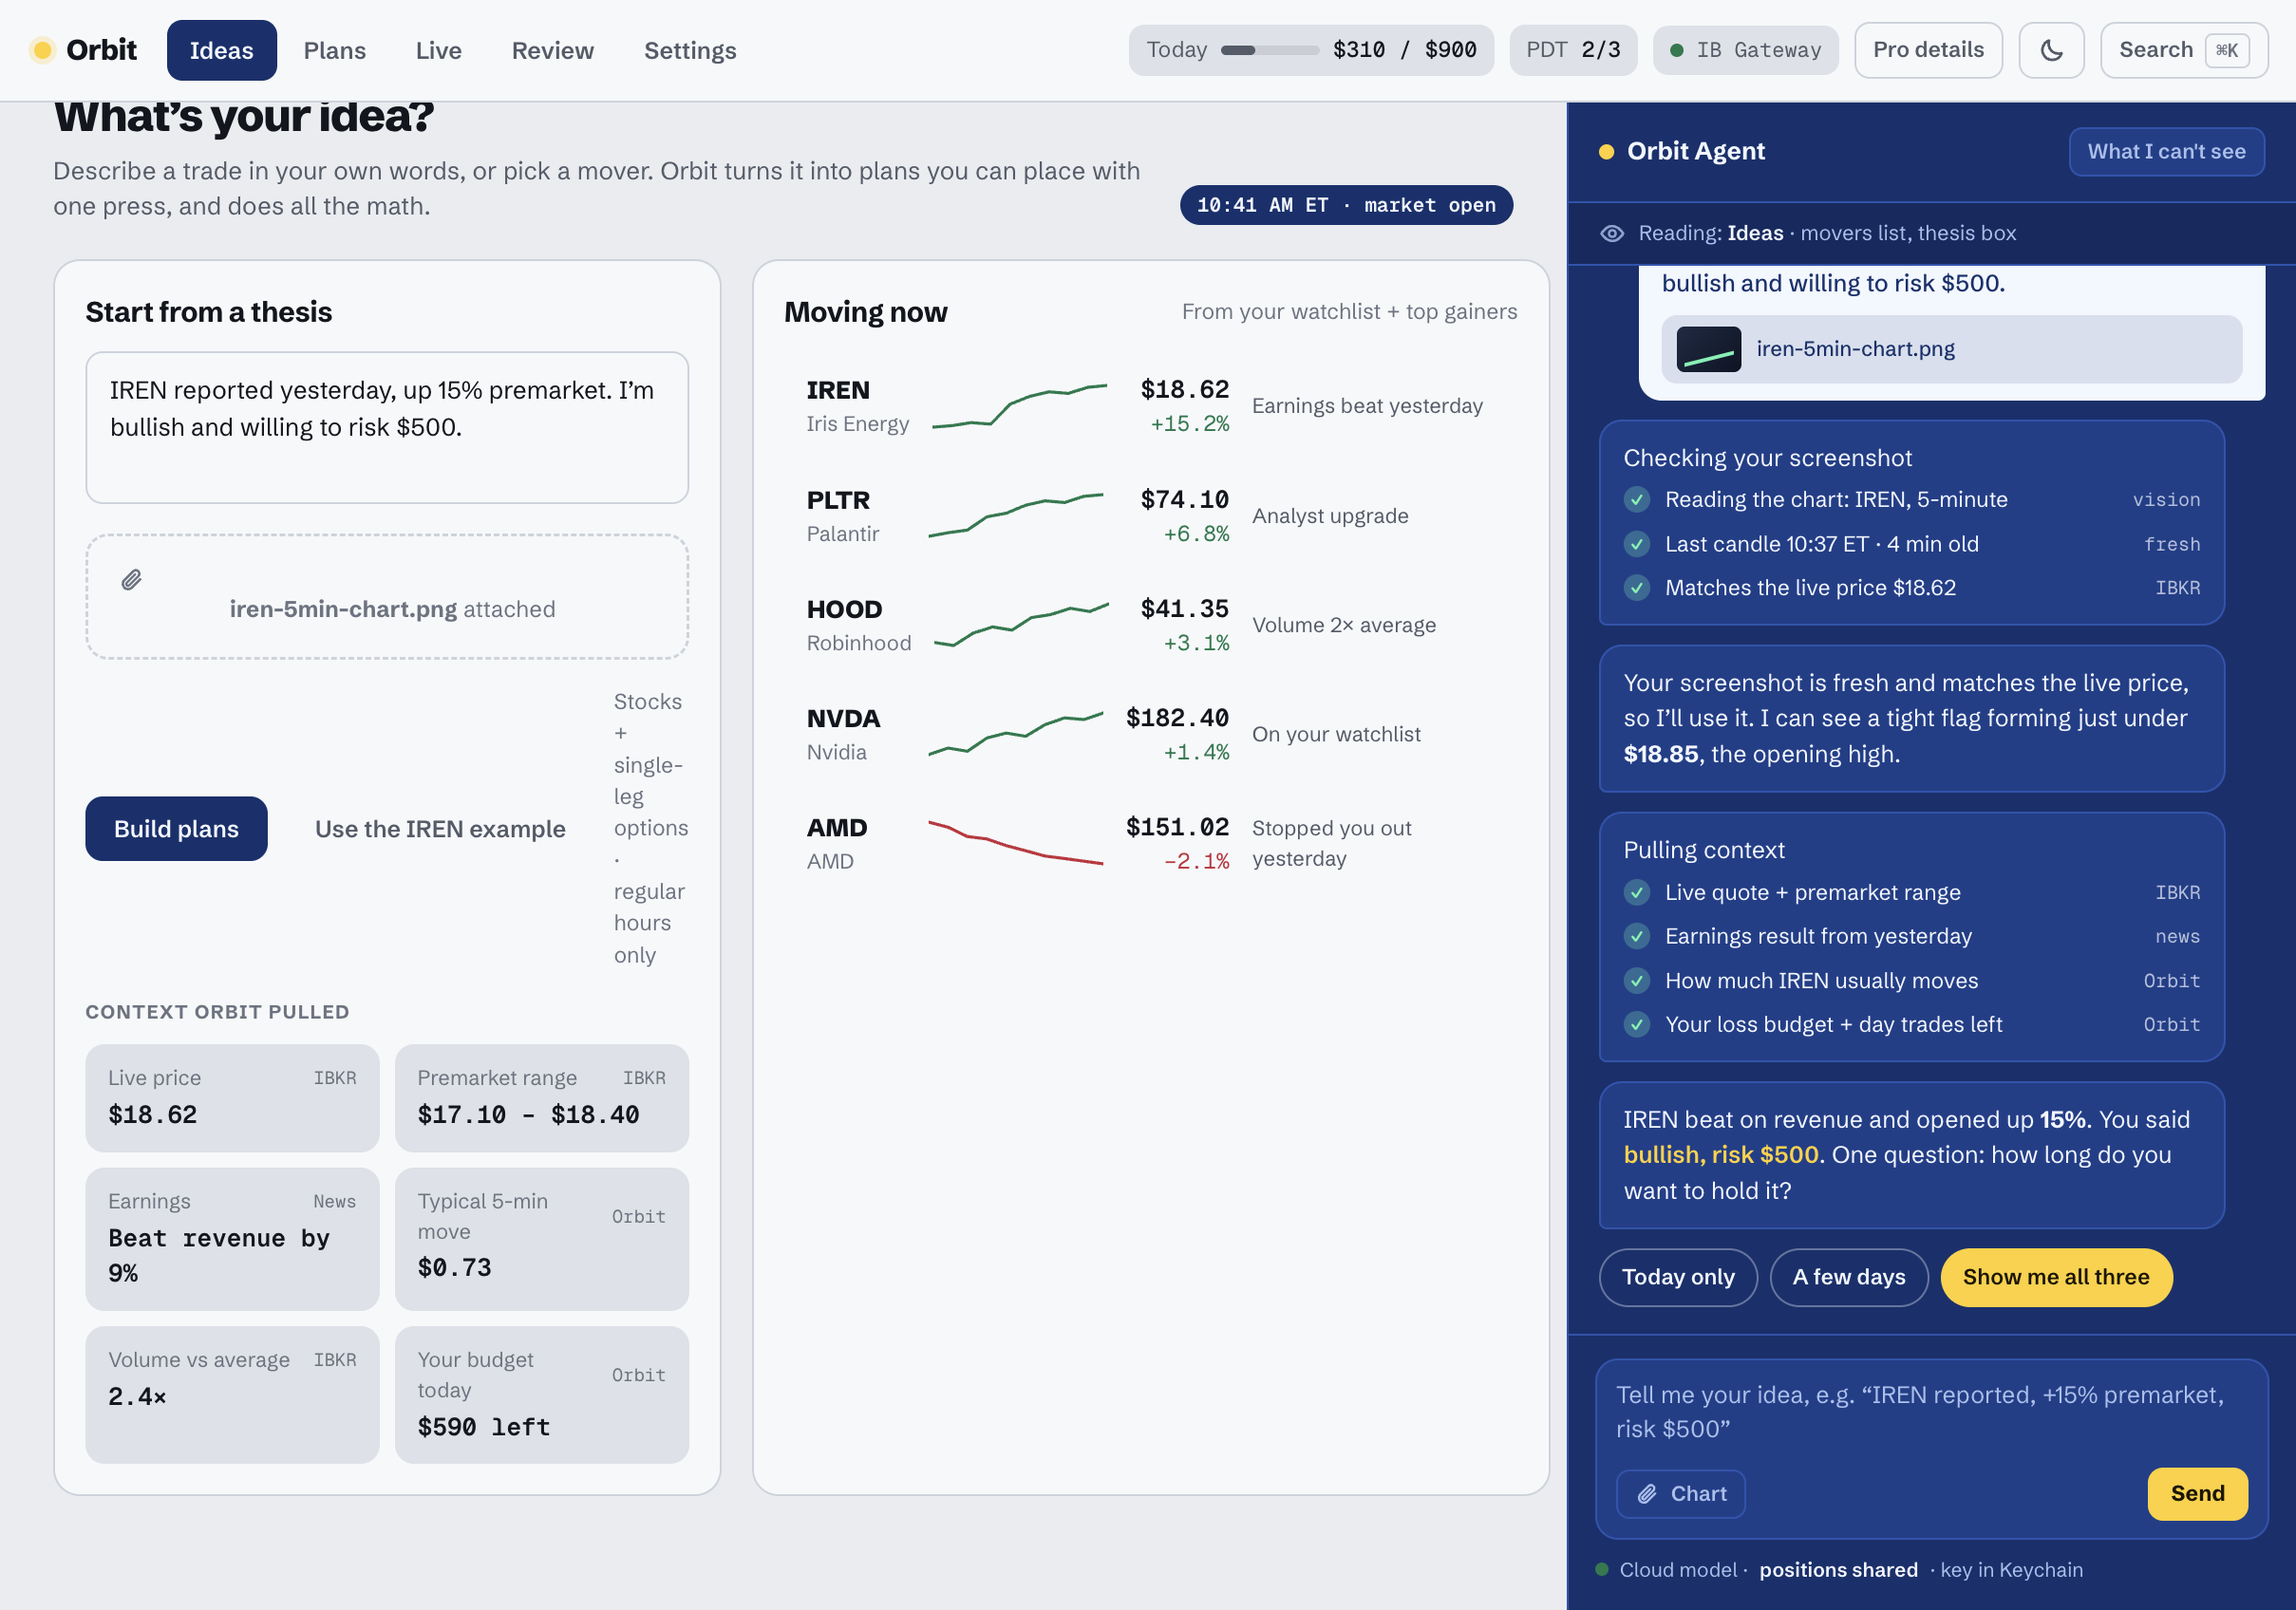 Orbit
Ideas
Plans
Live
Review
Settings
Today $310 / $900
PDT 2/3
IB Gateway
Pro details
Search ⌘K
What’s your idea?
Describe a trade in your own words, or pick a mover. Orbit turns it into plans you can place with
one press, and does all the math.
10:41 AM ET · market open
Start from a thesis
IREN reported yesterday, up 15% premarket. I’m
bullish and willing to risk $500.
iren-5min-chart.png attached
Build plans
Use the IREN example
Stocks
+
single-
leg
options
·
regular
hours
only
CONTEXT ORBIT PULLED
Live price IBKR
$18.62
Premarket range IBKR
$17.10 – $18.40
Earnings News
Beat revenue by
9%
Typical 5-min
move
Orbit
$0.73
Volume vs average IBKR
2.4×
Your budget
today
Orbit
$590 left
Moving now
From your watchlist + top gainers
IREN
Iris Energy
$18.62
+15.2%
Earnings beat yesterday
PLTR
Palantir
$74.10
+6.8%
Analyst upgrade
HOOD
Robinhood
$41.35
+3.1%
Volume 2× average
NVDA
Nvidia
$182.40
+1.4%
On your watchlist
AMD
AMD
$151.02
−2.1%
Stopped you out
yesterday
Orbit Agent
What I can't see
Reading: Ideas · movers list, thesis box
bullish and willing to risk $500.
iren-5min-chart.png
Checking your screenshot
Reading the chart: IREN, 5-minute vision
Last candle 10:37 ET · 4 min old fresh
Matches the live price $18.62 IBKR
Your screenshot is fresh and matches the live price,
so I’ll use it. I can see a tight flag forming just under
$18.85, the opening high.
Pulling context
Live quote + premarket range IBKR
Earnings result from yesterday news
How much IREN usually moves Orbit
Your loss budget + day trades left Orbit
IREN beat on revenue and opened up 15%. You said
bullish, risk $500. One question: how long do you
want to hold it?
Today only
A few days
Show me all three
Tell me your idea, e.g. “IREN reported, +15% premarket,
risk $500”
Chart
Send
Cloud model · positions shared · key in Keychain